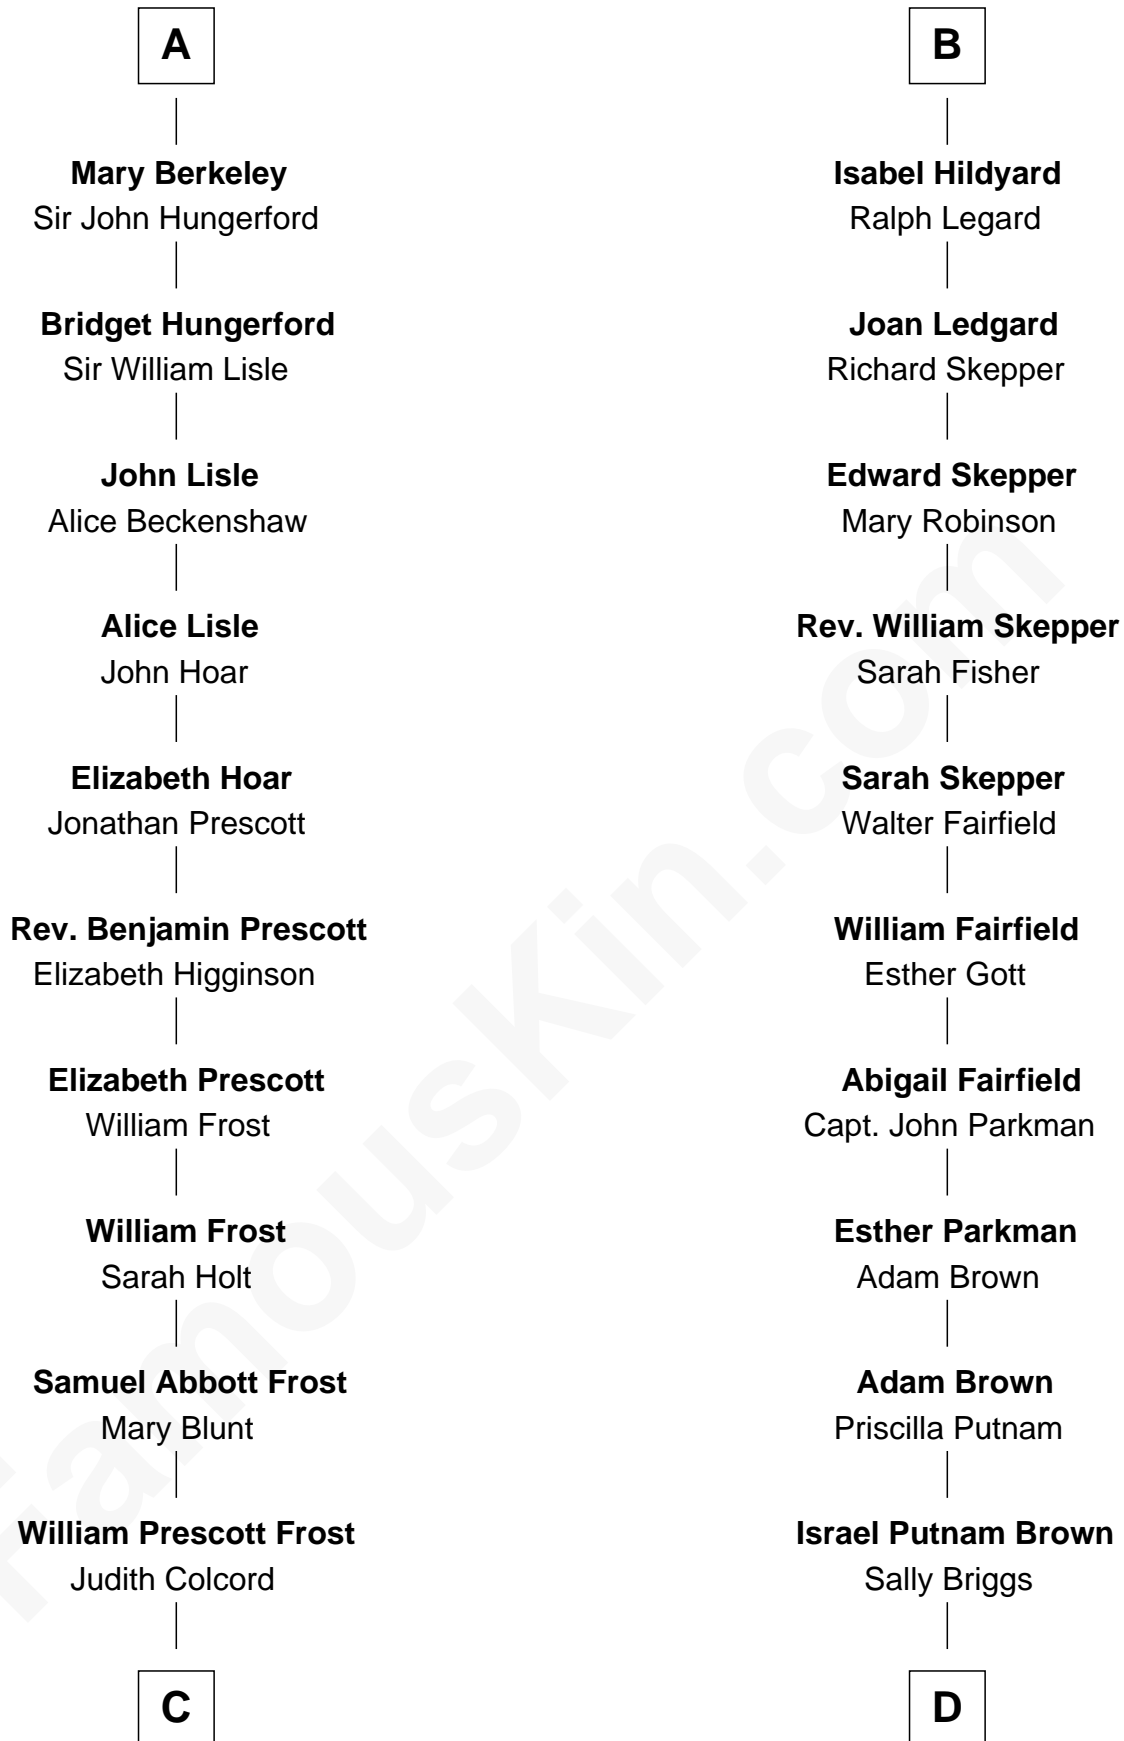 A
Mary Berkeley
Sir John Hungerford
Bridget Hungerford
Sir William Lisle
John Lisle
Alice Beckenshaw
Alice Lisle
John Hoar
Elizabeth Hoar
Jonathan Prescott
Rev. Benjamin Prescott
Elizabeth Higginson
Elizabeth Prescott
William Frost
William Frost
Sarah Holt
Samuel Abbott Frost
Mary Blunt
William Prescott Frost
Judith Colcord
C
B
Isabel Hildyard
Ralph Legard
Joan Ledgard
Richard Skepper
Edward Skepper
Mary Robinson
Rev. William Skepper
Sarah Fisher
Sarah Skepper
Walter Fairfield
William Fairfield
Esther Gott
Abigail Fairfield
Capt. John Parkman
Esther Parkman
Adam Brown
Adam Brown
Priscilla Putnam
Israel Putnam Brown
Sally Briggs
D
FamousKin.com